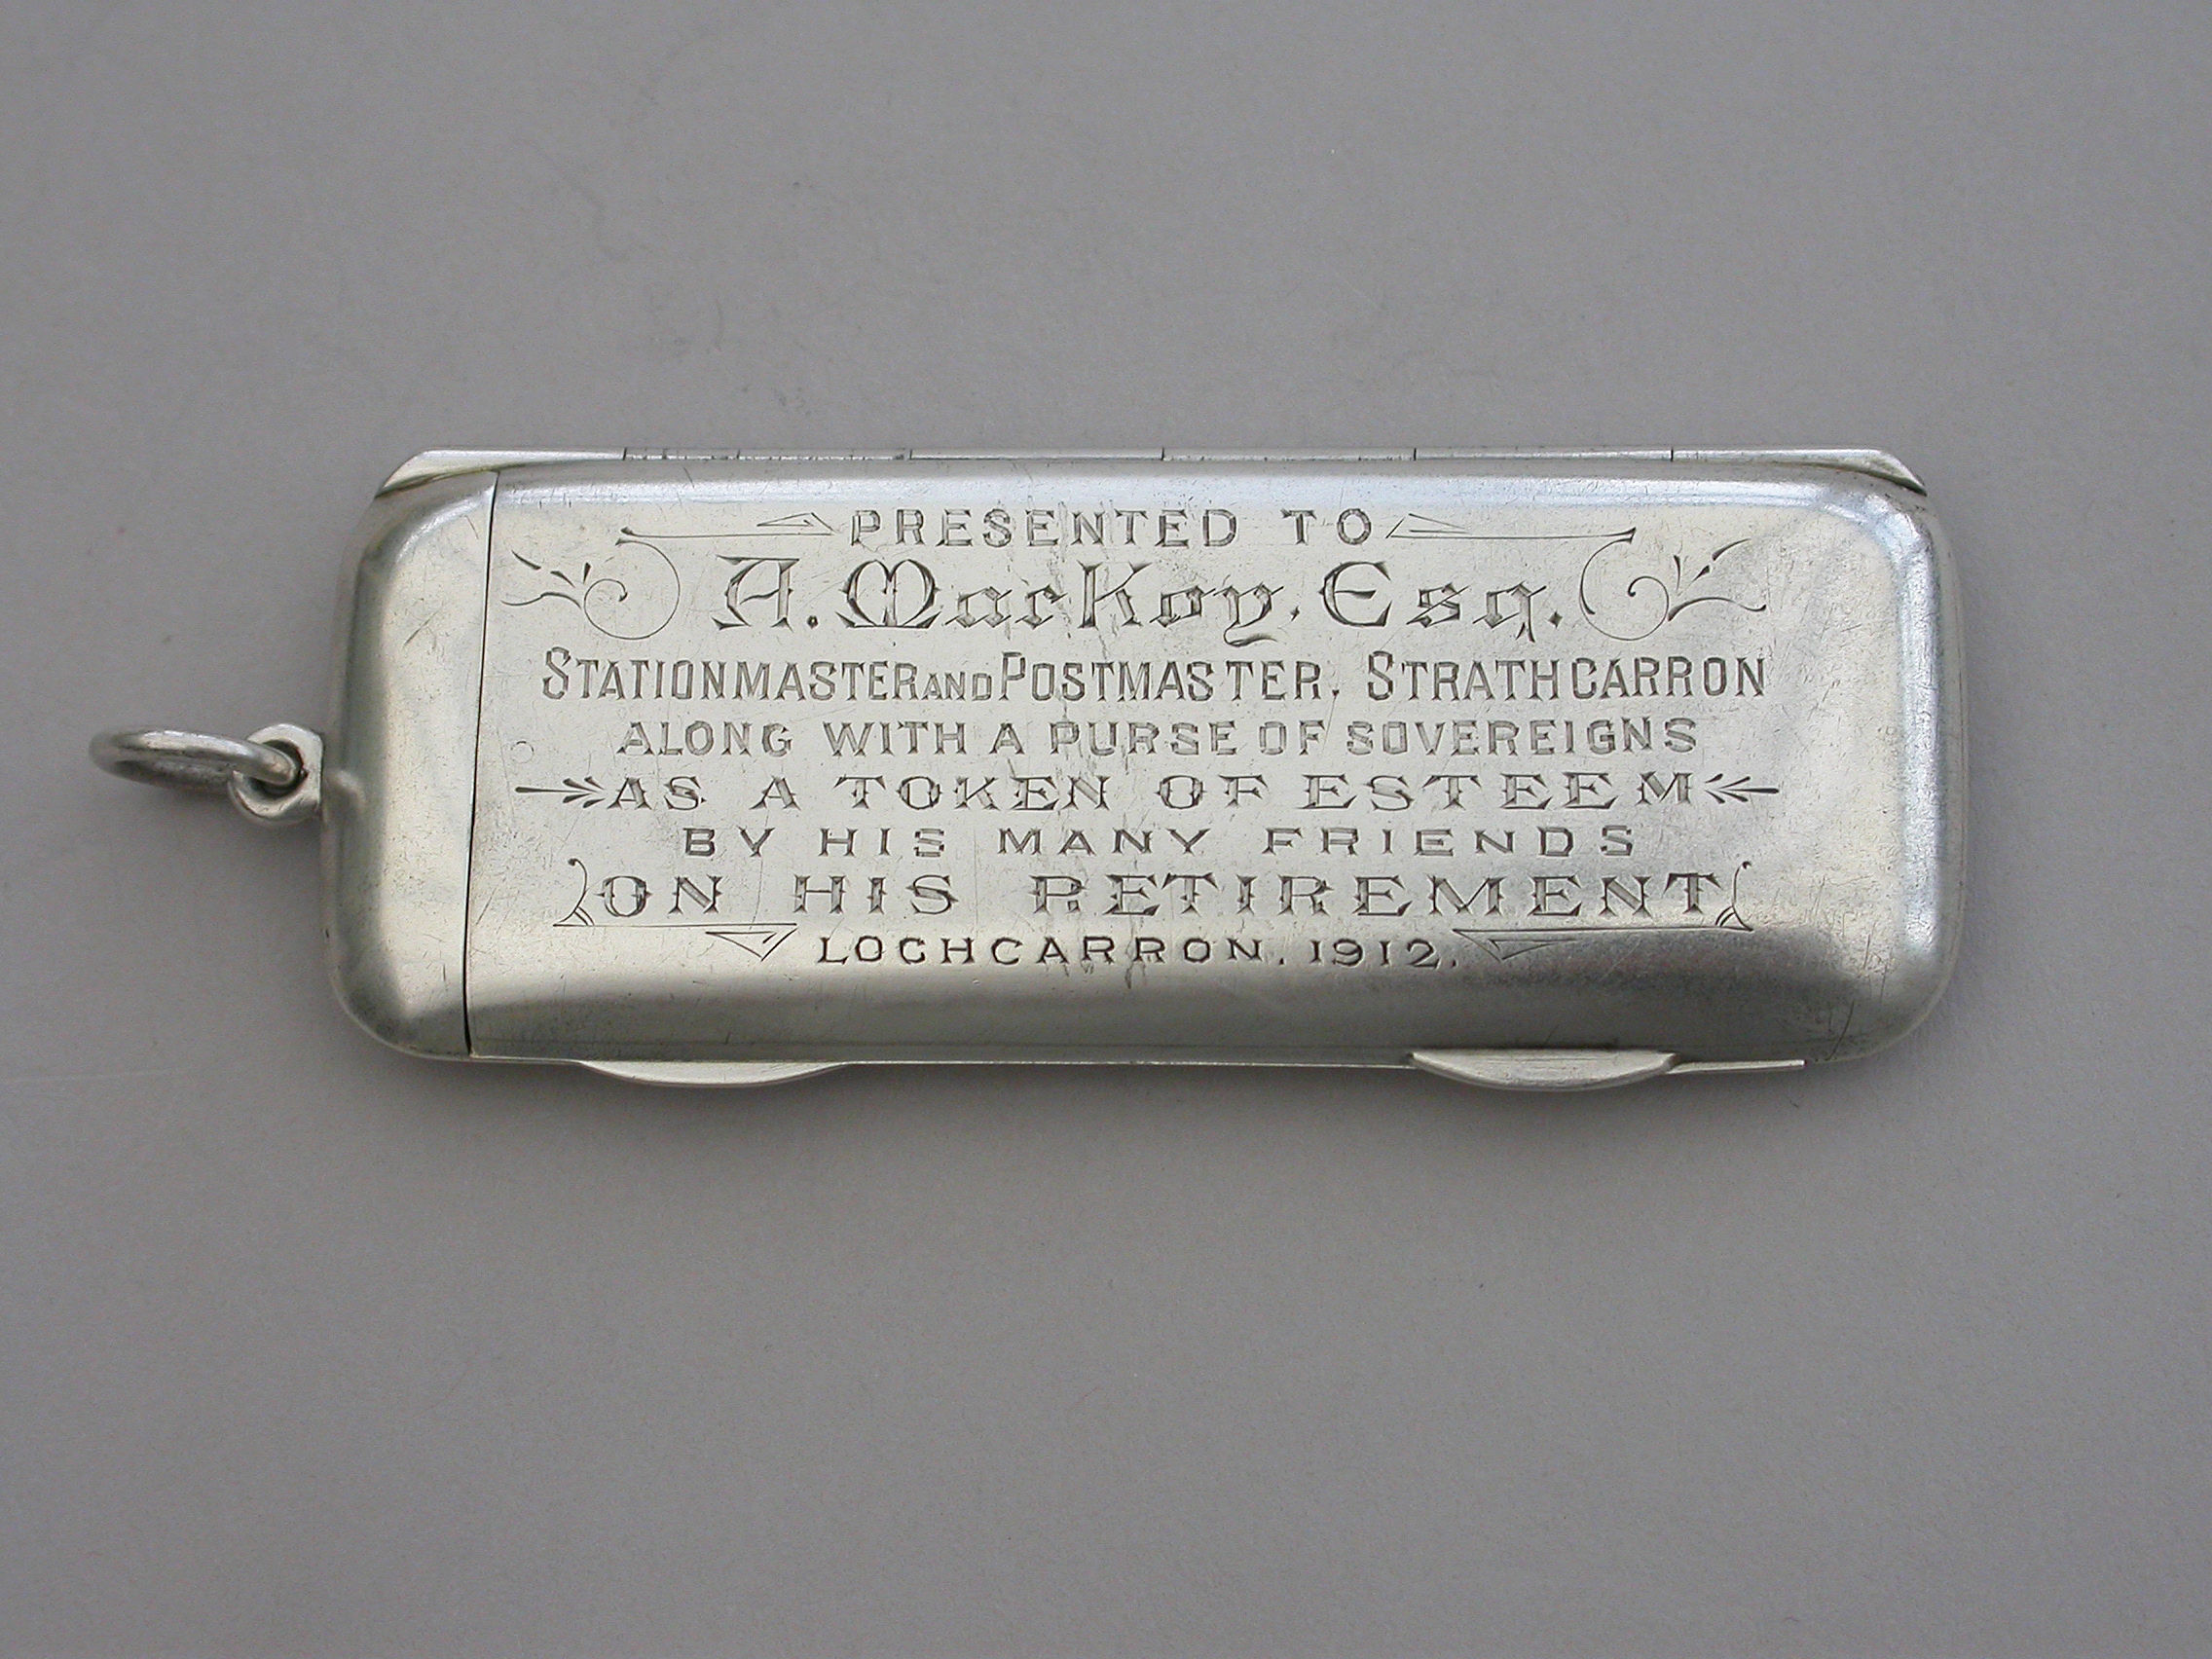 PRESENTED TO
A. MacKay. Esq.
STATIONMASTER AND POSTMASTER. STRATHCARRON
ALONG WITH A PURSE OF SOVEREIGNS
AS A TOKEN OF ESTEEM
BY HIS MANY FRIENDS
ON HIS RETIREMENT
LOCHCARRON. 1912.